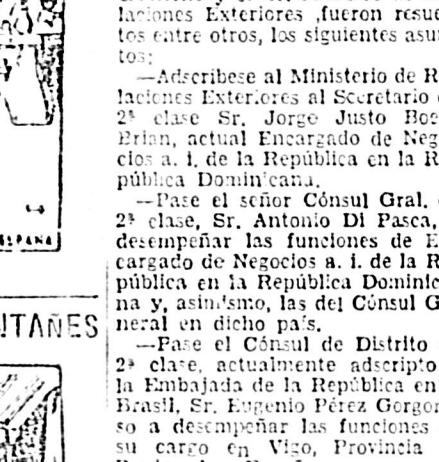 laciones Exteriores ,fueron resue
tos entre otros, los siguientes asun
tos:
—Adscríbese al Ministerio de R
laciones Exteriores al Secretario
2ª clase Sr. Jorge Justo Boe
Brian, actual Encargado de Neg
cios a. i. de la República en la R
pública Dominicana.
—Pase el señor Cónsul Gral.
2ª clase, Sr. Antonio Di Pasca,
desempeñar las funciones de E
cargado de Negocios a. i. de la R
pública en la República Dominic
na y, asimismo, las del Cónsul G
neral en dicho país.
—Pase el Cónsul de Distrito
2ª clase, actualmente adscripto
la Embajada de la República en
Brasil, Sr. Eugenio Pérez Gorgor
so a desempeñar las funciones
su cargo en Vigo, Provincia
ESPAÑA
TAÑES